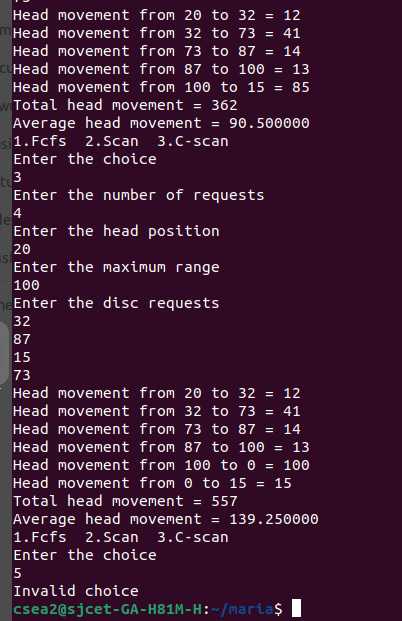 Head movement from 20 to 32 = 12
Head movement from 32 to 73 = 41
Head movement from 73 to 87 = 14
Head movement from 87 to 100 = 13
Head movement from 100 to 15 = 85
Total head movement = 362
Average head movement = 90.500000
1.Fcfs  2.Scan  3.C-scan
Enter the choice
3
Enter the number of requests
4
Enter the head position
20
Enter the maximum range
100
Enter the disc requests
32
87
15
73
Head movement from 20 to 32 = 12
Head movement from 32 to 73 = 41
Head movement from 73 to 87 = 14
Head movement from 87 to 100 = 13
Head movement from 100 to 0 = 100
Head movement from 0 to 15 = 15
Total head movement = 557
Average head movement = 139.250000
1.Fcfs  2.Scan  3.C-scan
Enter the choice
5
Invalid choice
csea2@sjcet-GA-H81M-H:~/maria$